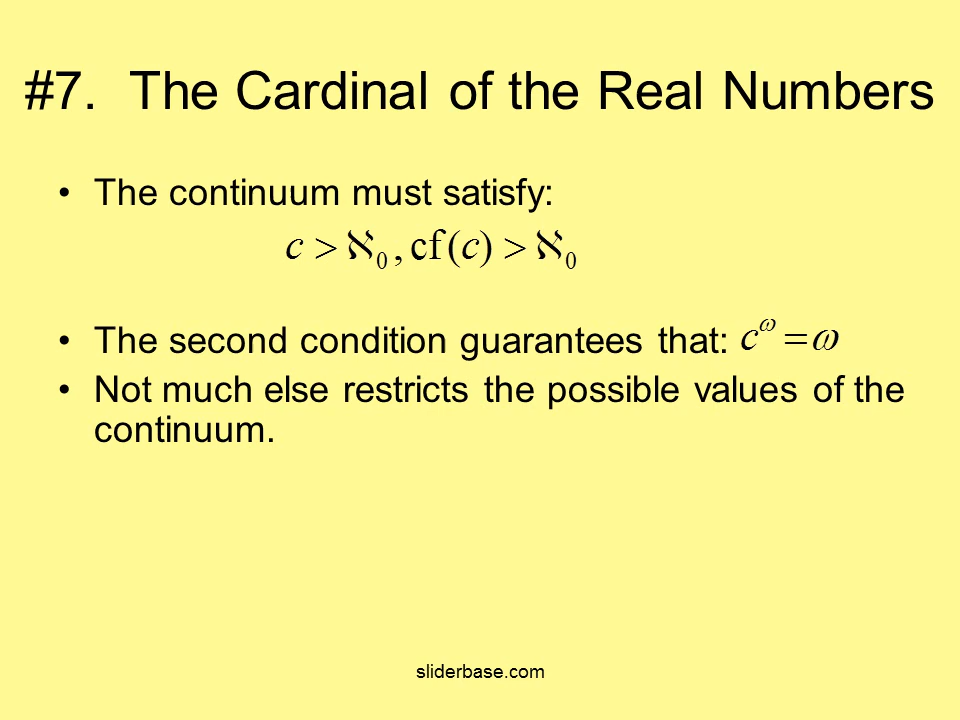 #7. The Cardinal of the Real Numbers
• The continuum must satisfy:
c > ℵ₀, cf(c) > ℵ₀
• The second condition guarantees that: c^ω = ω
• Not much else restricts the possible values of the
continuum.
sliderbase.com